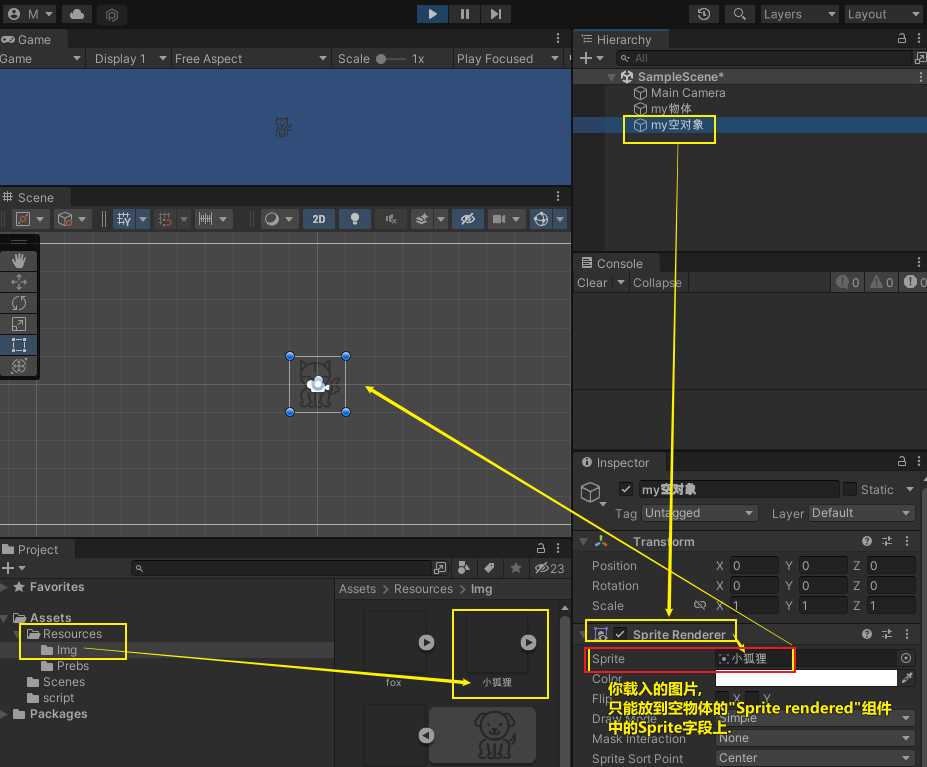 M
Layers
Layout
Game
Game
Display 1
Free Aspect
Scale
1x
Play Focused
Hierarchy
All
SampleScene*
Main Camera
my物体
my空对象
Scene
2D
Console
Clear
Collapse
0
0
0
Inspector
my空对象
Static
Tag
Untagged
Layer
Default
Transform
Position
X 0 Y 0 Z 0
Rotation
X 0 Y 0 Z 0
Scale
X 1 Y 1 Z 1
Sprite Renderer
Sprite
小狐狸
Color
Flip
X Y
Draw Mode
Simple
Mask Interaction
None
Sprite Sort Point
Center
你载入的图片,
只能放到空物体的"Sprite rendered"组件
中的Sprite字段上.
Project
23
Favorites
Assets
Resources
Img
Prebs
Scenes
script
Packages
Assets > Resources > Img
fox
小狐狸